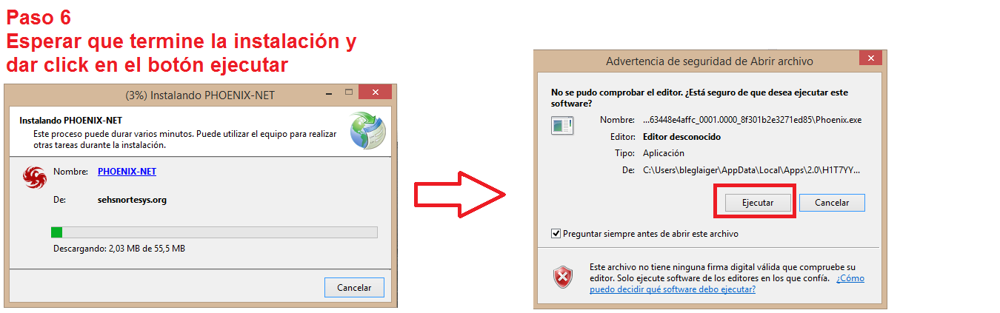 Paso 6
Esperar que termine la instalación y
dar click en el botón ejecutar
(3%) Instalando PHOENIX-NET
Instalando PHOENIX-NET
Este proceso puede durar varios minutos. Puede utilizar el equipo para realizar
otras tareas durante la instalación.
Nombre: PHOENIX-NET
De: sehsnortesys.org
Descargando: 2,03 MB de 55,5 MB
Cancelar
Advertencia de seguridad de Abrir archivo
No se pudo comprobar el editor. ¿Está seguro de que desea ejecutar este
software?
Nombre: ...63448e4affc_0001.0000_8f301b2e3271ed85\Phoenix.exe
Editor: Editor desconocido
Tipo: Aplicación
De: C:\Users\bleglaiger\AppData\Local\Apps\2.0\H1T7YY...
Ejecutar Cancelar
Preguntar siempre antes de abrir este archivo
Este archivo no tiene ninguna firma digital válida que compruebe su
editor. Solo ejecute software de los editores en los que confía. ¿Cómo
puedo decidir qué software debo ejecutar?